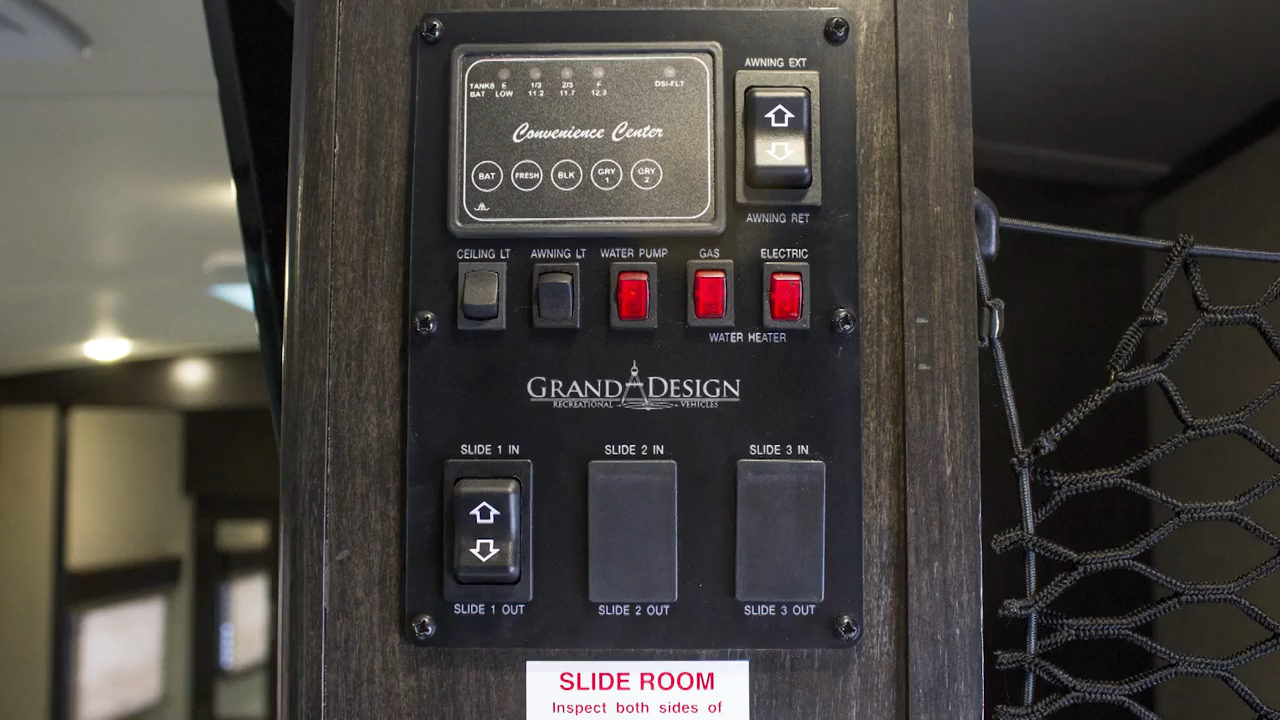 AWNING EXT
TANKS E 1/3 2/3 F DSI-FLT
BAT LOW 11.2 11.7 12.3
Convenience Center
BAT FRESH BLK GRY 1 GRY 2
AWNING RET
CEILING LT AWNING LT WATER PUMP GAS ELECTRIC
WATER HEATER
GRAND DESIGN
RECREATIONAL VEHICLES
SLIDE 1 IN SLIDE 2 IN SLIDE 3 IN
SLIDE 1 OUT SLIDE 2 OUT SLIDE 3 OUT
SLIDE ROOM
Inspect both sides of